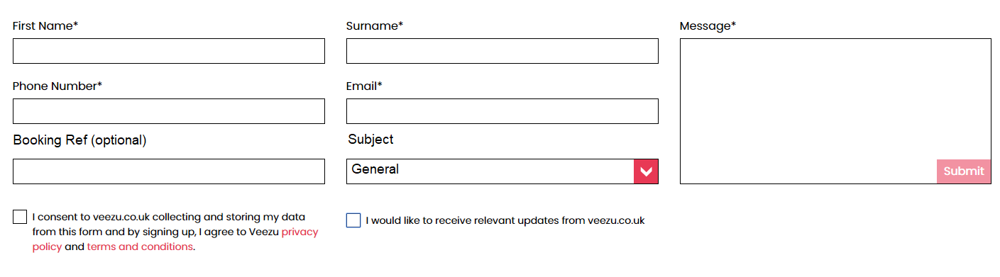 First Name*
Surname*
Message*
Phone Number*
Email*
Booking Ref (optional)
Subject
General
Submit
I consent to veezu.co.uk collecting and storing my data
from this form and by signing up, I agree to Veezu privacy
policy and terms and conditions.
I would like to receive relevant updates from veezu.co.uk